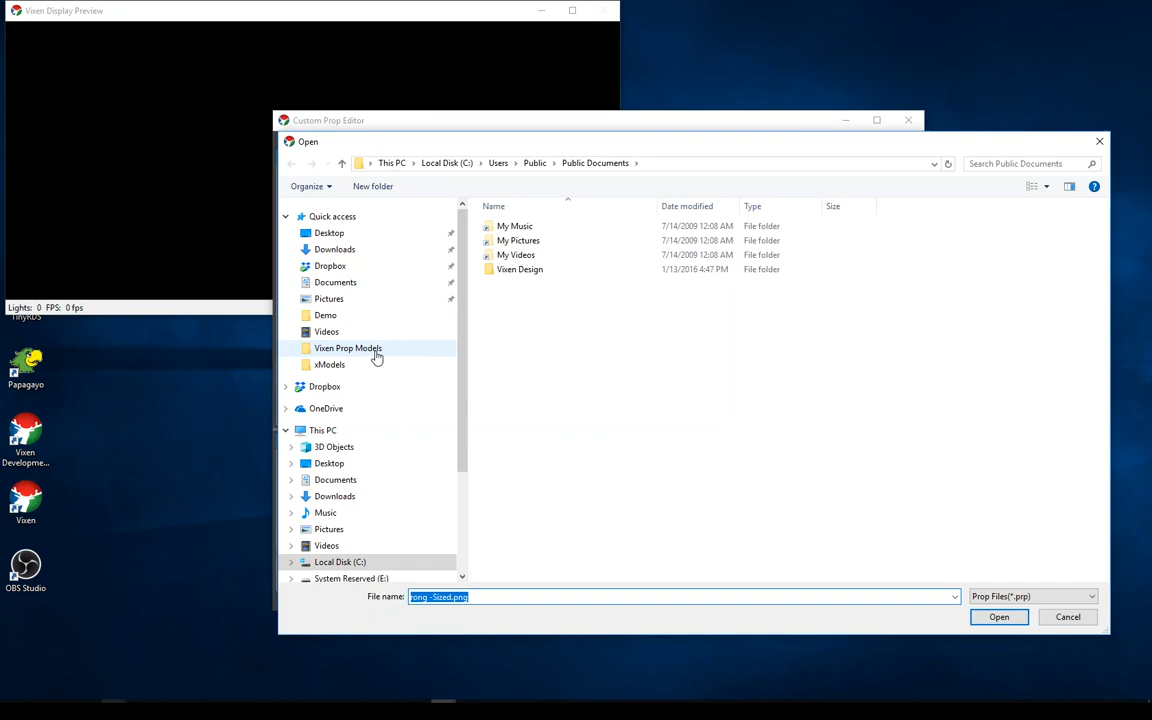 Vixen Display Preview
Custom Prop Editor
Open
This PC
Local Disk (C:)
Users
Public
Public Documents
Search Public Documents
Organize
New folder
Name
Date modified
Type
Size
Quick access
Desktop
Downloads
Dropbox
Documents
Pictures
Demo
Videos
Vixen Prop Models
xModels
Dropbox
OneDrive
This PC
3D Objects
Desktop
Documents
Downloads
Music
Pictures
Videos
Local Disk (C:)
System Reserved (E:)
My Music 7/14/2009 12:08 AM File folder
My Pictures 7/14/2009 12:08 AM File folder
My Videos 7/14/2009 12:08 AM File folder
Vixen Design 1/13/2016 4:47 PM File folder
File name: rong -Sized.png
Prop Files(*.prp)
Open
Cancel
Lights: 0 FPS: 0 fps
TinyRDS
Papagayo
Vixen
Developme...
Vixen
OBS Studio